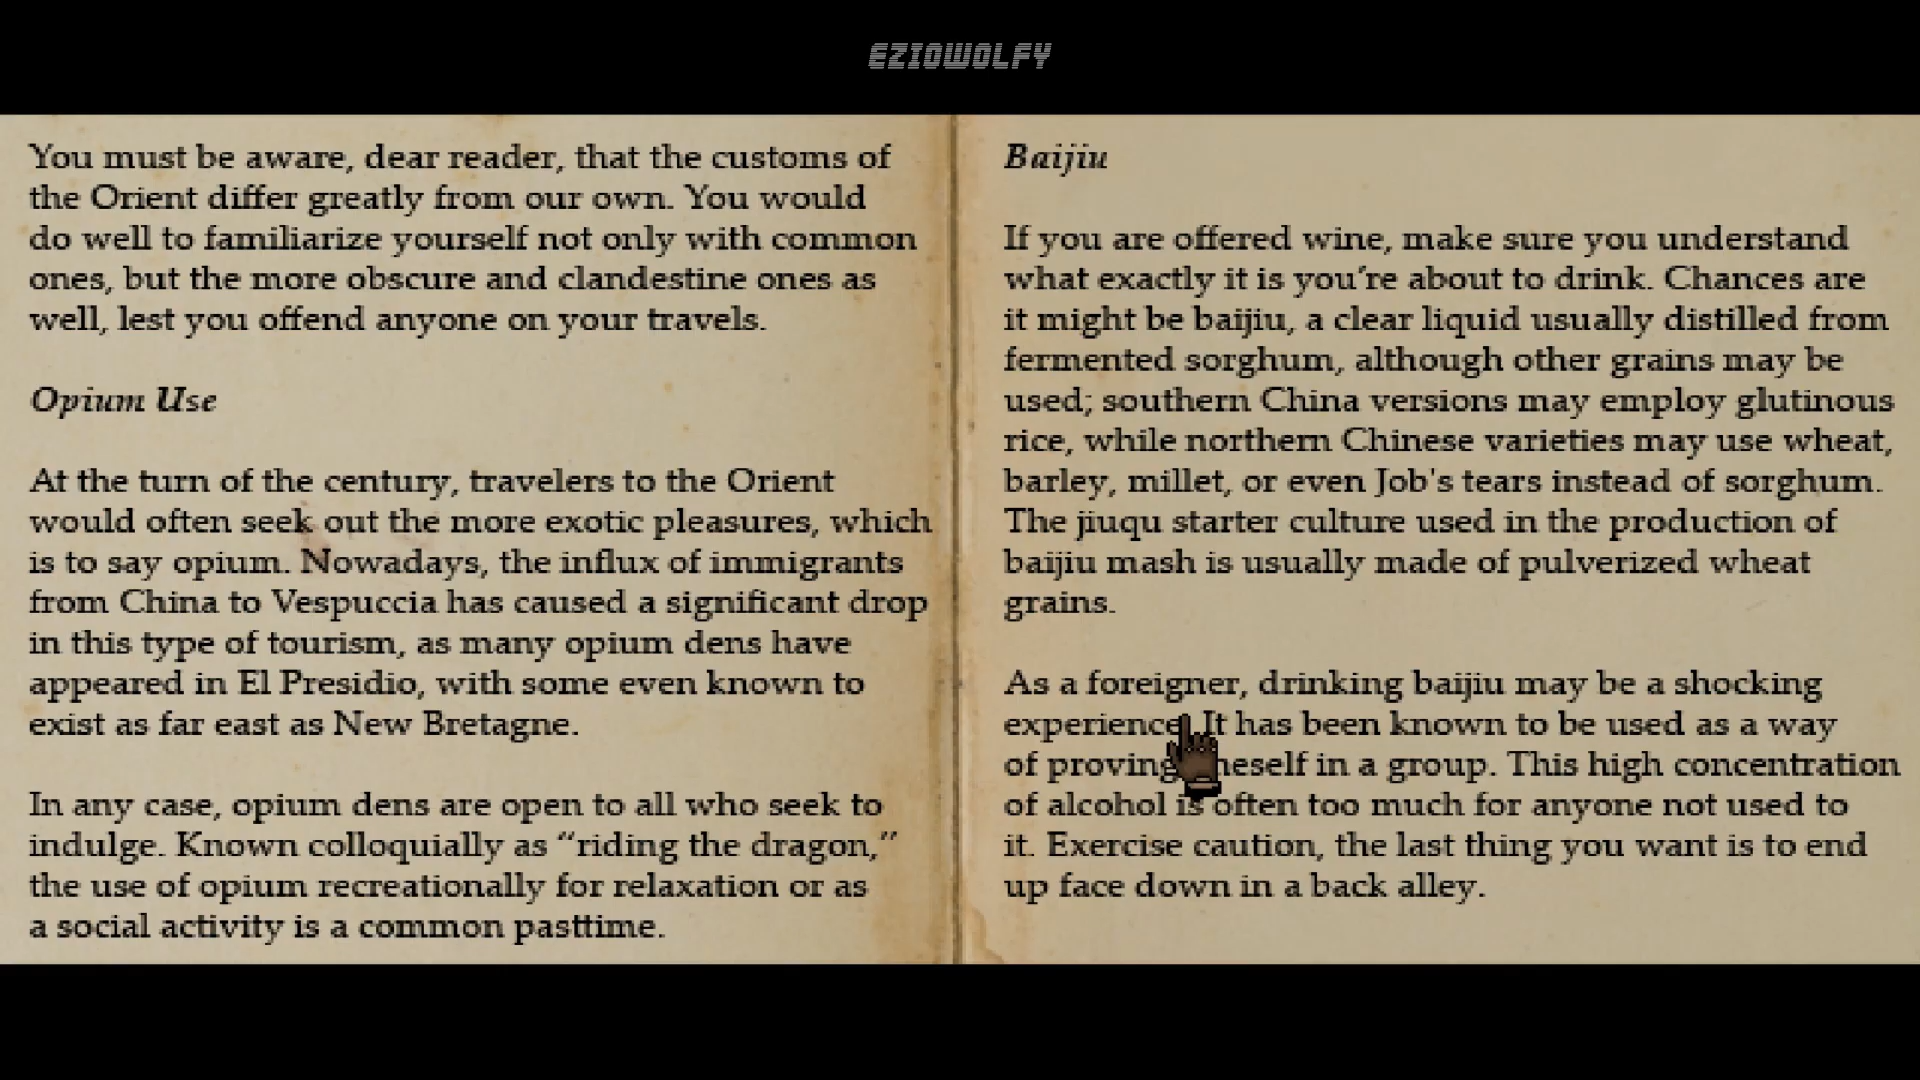 EZIOWOLFY
You must be aware, dear reader, that the customs of
the Orient differ greatly from our own. You would
do well to familiarize yourself not only with common
ones, but the more obscure and clandestine ones as
well, lest you offend anyone on your travels.
Opium Use
At the turn of the century, travelers to the Orient
would often seek out the more exotic pleasures, which
is to say opium. Nowadays, the influx of immigrants
from China to Vespuccia has caused a significant drop
in this type of tourism, as many opium dens have
appeared in El Presidio, with some even known to
exist as far east as New Bretagne.
In any case, opium dens are open to all who seek to
indulge. Known colloquially as “riding the dragon,”
the use of opium recreationally for relaxation or as
a social activity is a common pasttime.
Baijiu
If you are offered wine, make sure you understand
what exactly it is you’re about to drink. Chances are
it might be baijiu, a clear liquid usually distilled from
fermented sorghum, although other grains may be
used; southern China versions may employ glutinous
rice, while northern Chinese varieties may use wheat,
barley, millet, or even Job's tears instead of sorghum.
The jiuqu starter culture used in the production of
baijiu mash is usually made of pulverized wheat
grains.
As a foreigner, drinking baijiu may be a shocking
experience. It has been known to be used as a way
of proving in a group. This high concentration
of alcohol is often too much for anyone not used to
it. Exercise caution, the last thing you want is to end
up face down in a back alley.